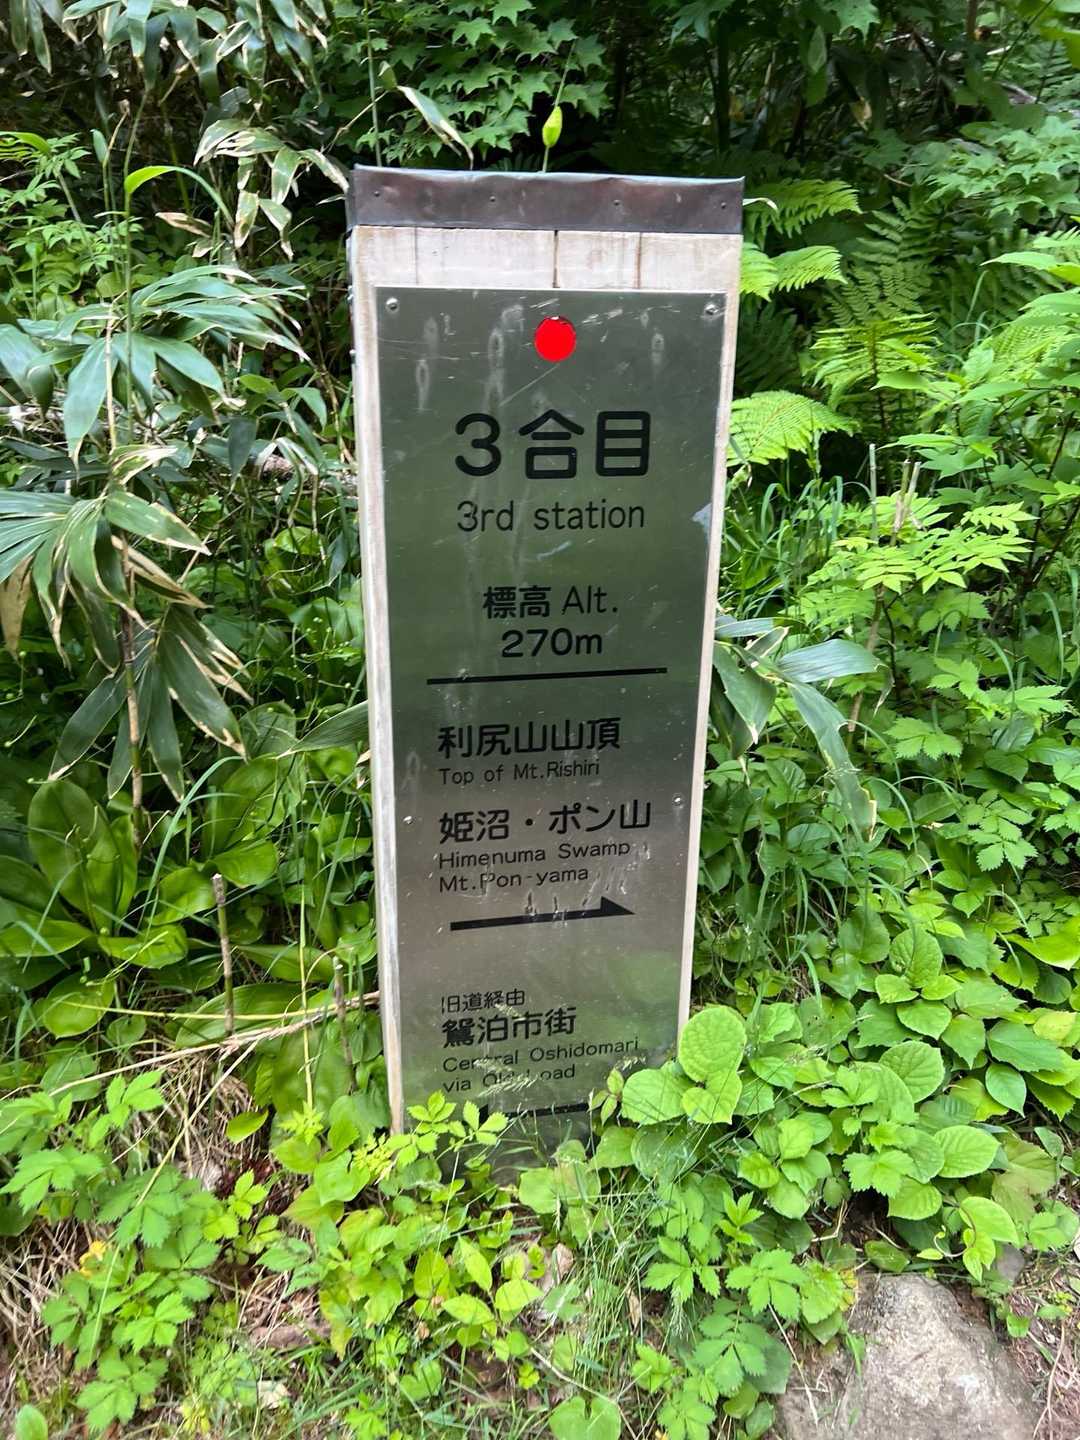 3合目
3rd station
標高 Alt.
270m
利尻山山頂
Top of Mt.Rishiri
姫沼・ポン山
Himenuma Swamp
Mt.Pon-yama
旧道経由
鴛泊市街
Central Oshidomari
via